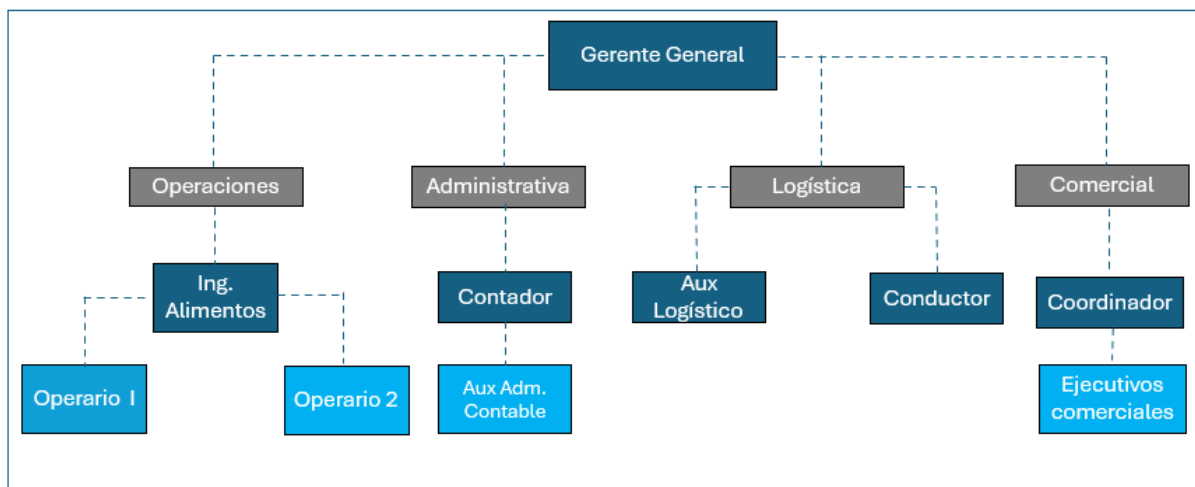 Gerente General
Operaciones
Administrativa
Logística
Comercial
Ing.
Alimentos
Contador
Aux
Logístico
Conductor
Coordinador
Operario 1
Operario 2
Aux Adm.
Contable
Ejecutivos
comerciales